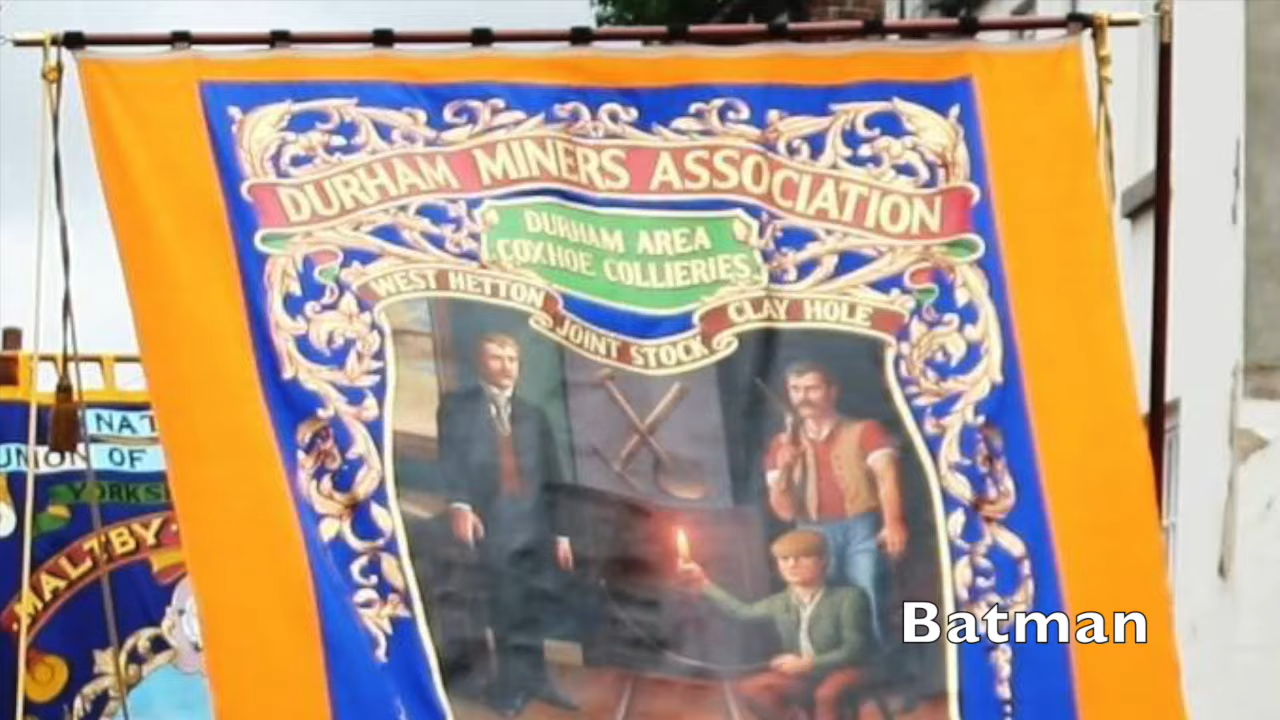 DURHAM MINERS ASSOCIATION
DURHAM AREA
COXHOE COLLIERIES
WEST HETTON
JOINT STOCK
CLAY HOLE
NAT
UNION OF
YORKS
MALTBY
Batman